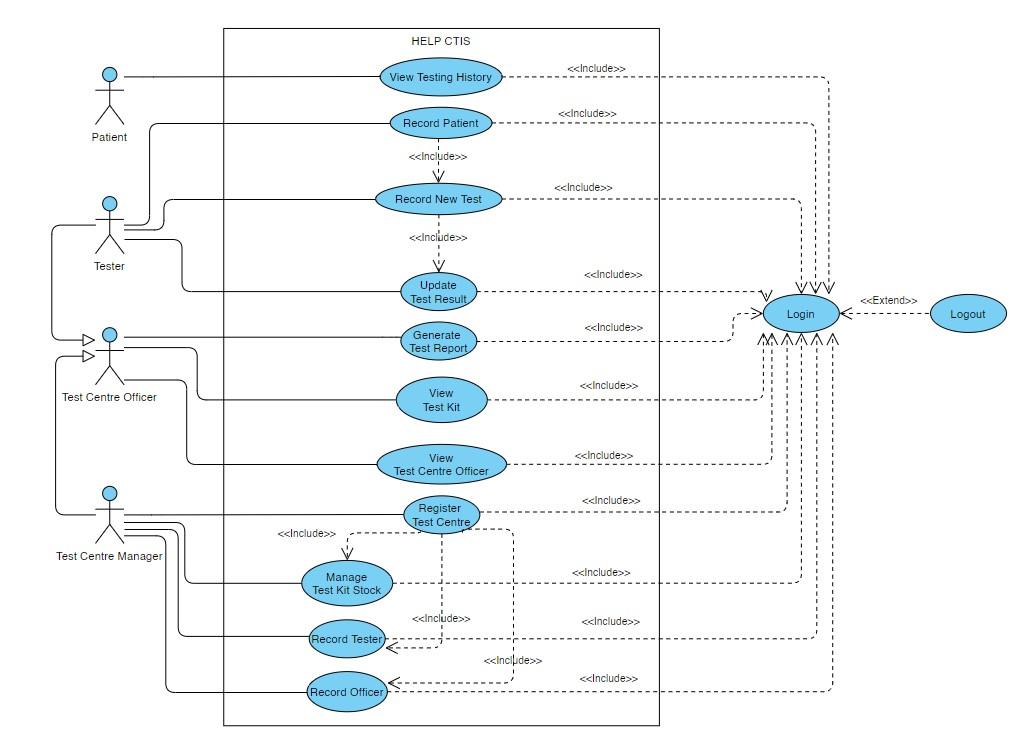 HELP CTIS
View Testing History
<<Include>>
Patient
Record Patient
<<Include>>
<<Include>>
Record New Test
<<Include>>
<<Include>>
Tester
Update
Test Result
<<Include>>
Login
<<Extend>>
Logout
Generate
Test Report
<<Include>>
Test Centre Officer
View
Test Kit
<<Include>>
View
Test Centre Officer
<<Include>>
Register
Test Centre
<<Include>>
<<Include>>
Test Centre Manager
Manage
Test Kit Stock
<<Include>>
<<Include>>
Record Tester
<<Include>>
<<Include>>
Record Officer
<<Include>>